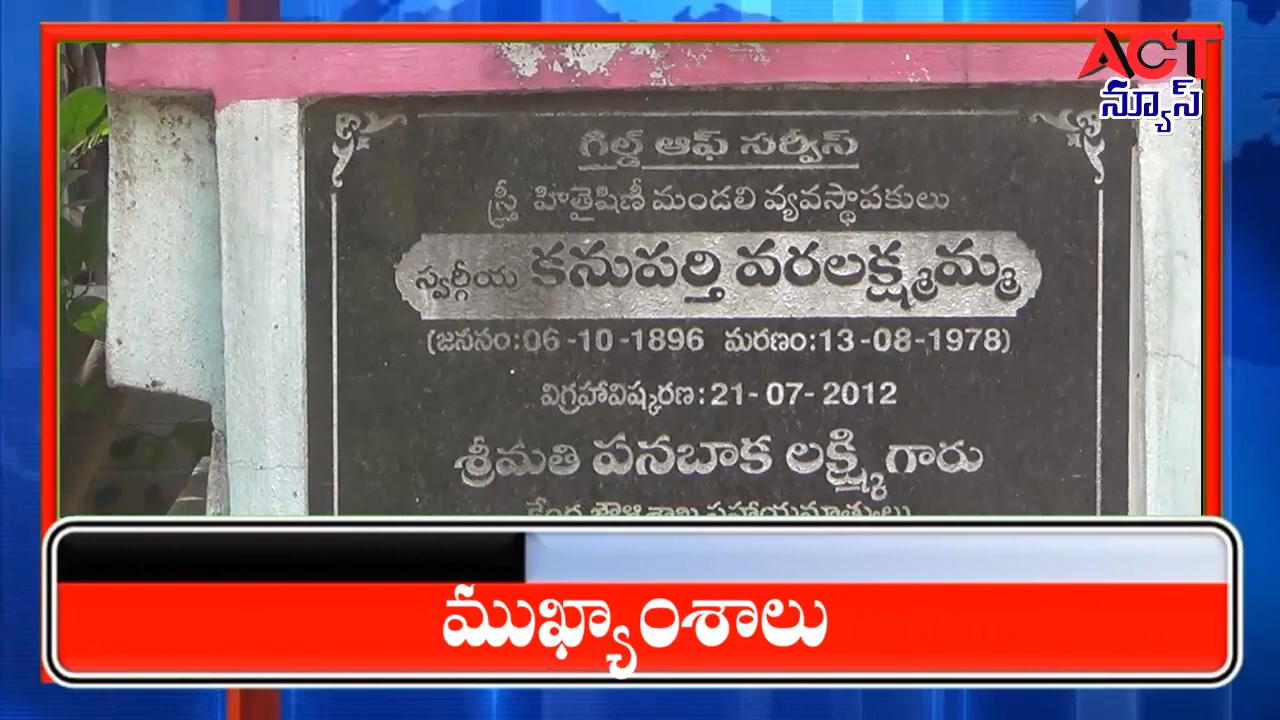 ACT
న్యూస్
గిల్డ్ ఆఫ్ సర్వీస్
స్త్రీ హితైషిణీ మండలి వ్యవస్థాపకులు
స్వర్గీయ కనుపర్తి వరలక్ష్మమ్మ
(జననం:06-10-1896 మరణం:13-08-1978)
విగ్రహావిష్కరణ:21-07-2012
శ్రీమతి పనబాక లక్ష్మి గారు
ముఖ్యాంశాలు